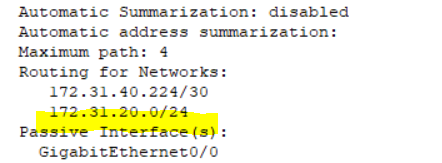 Automatic Summarization: disabled
Automatic address summarization:
Maximum path: 4
Routing for Networks:
172.31.40.224/30
172.31.20.0/24
Passive Interface(s):
GigabitEthernet0/0